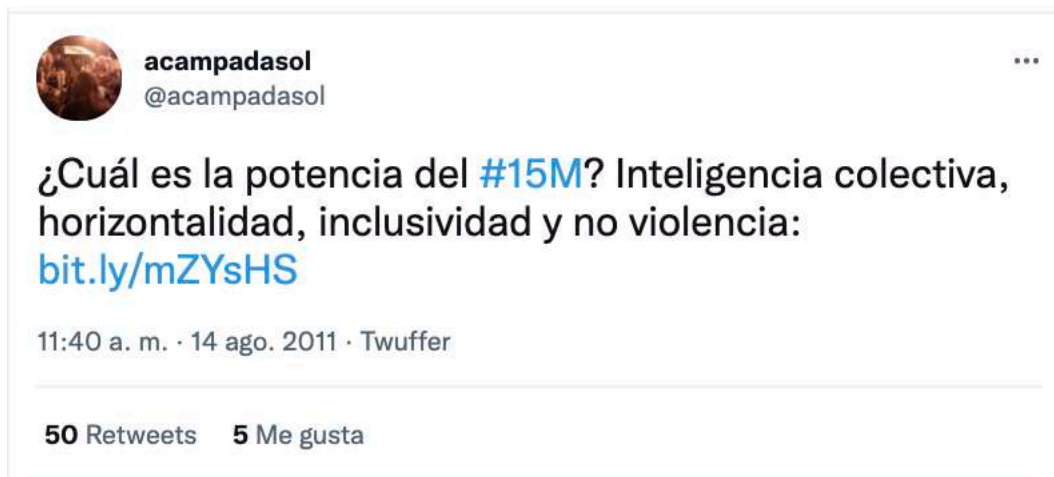 acampadasol
@acampadasol
¿Cuál es la potencia del #15M? Inteligencia colectiva,
horizontalidad, inclusividad y no violencia:
bit.ly/mZYsHS
11:40 a. m. · 14 ago. 2011 · Twuffer
50 Retweets 5 Me gusta